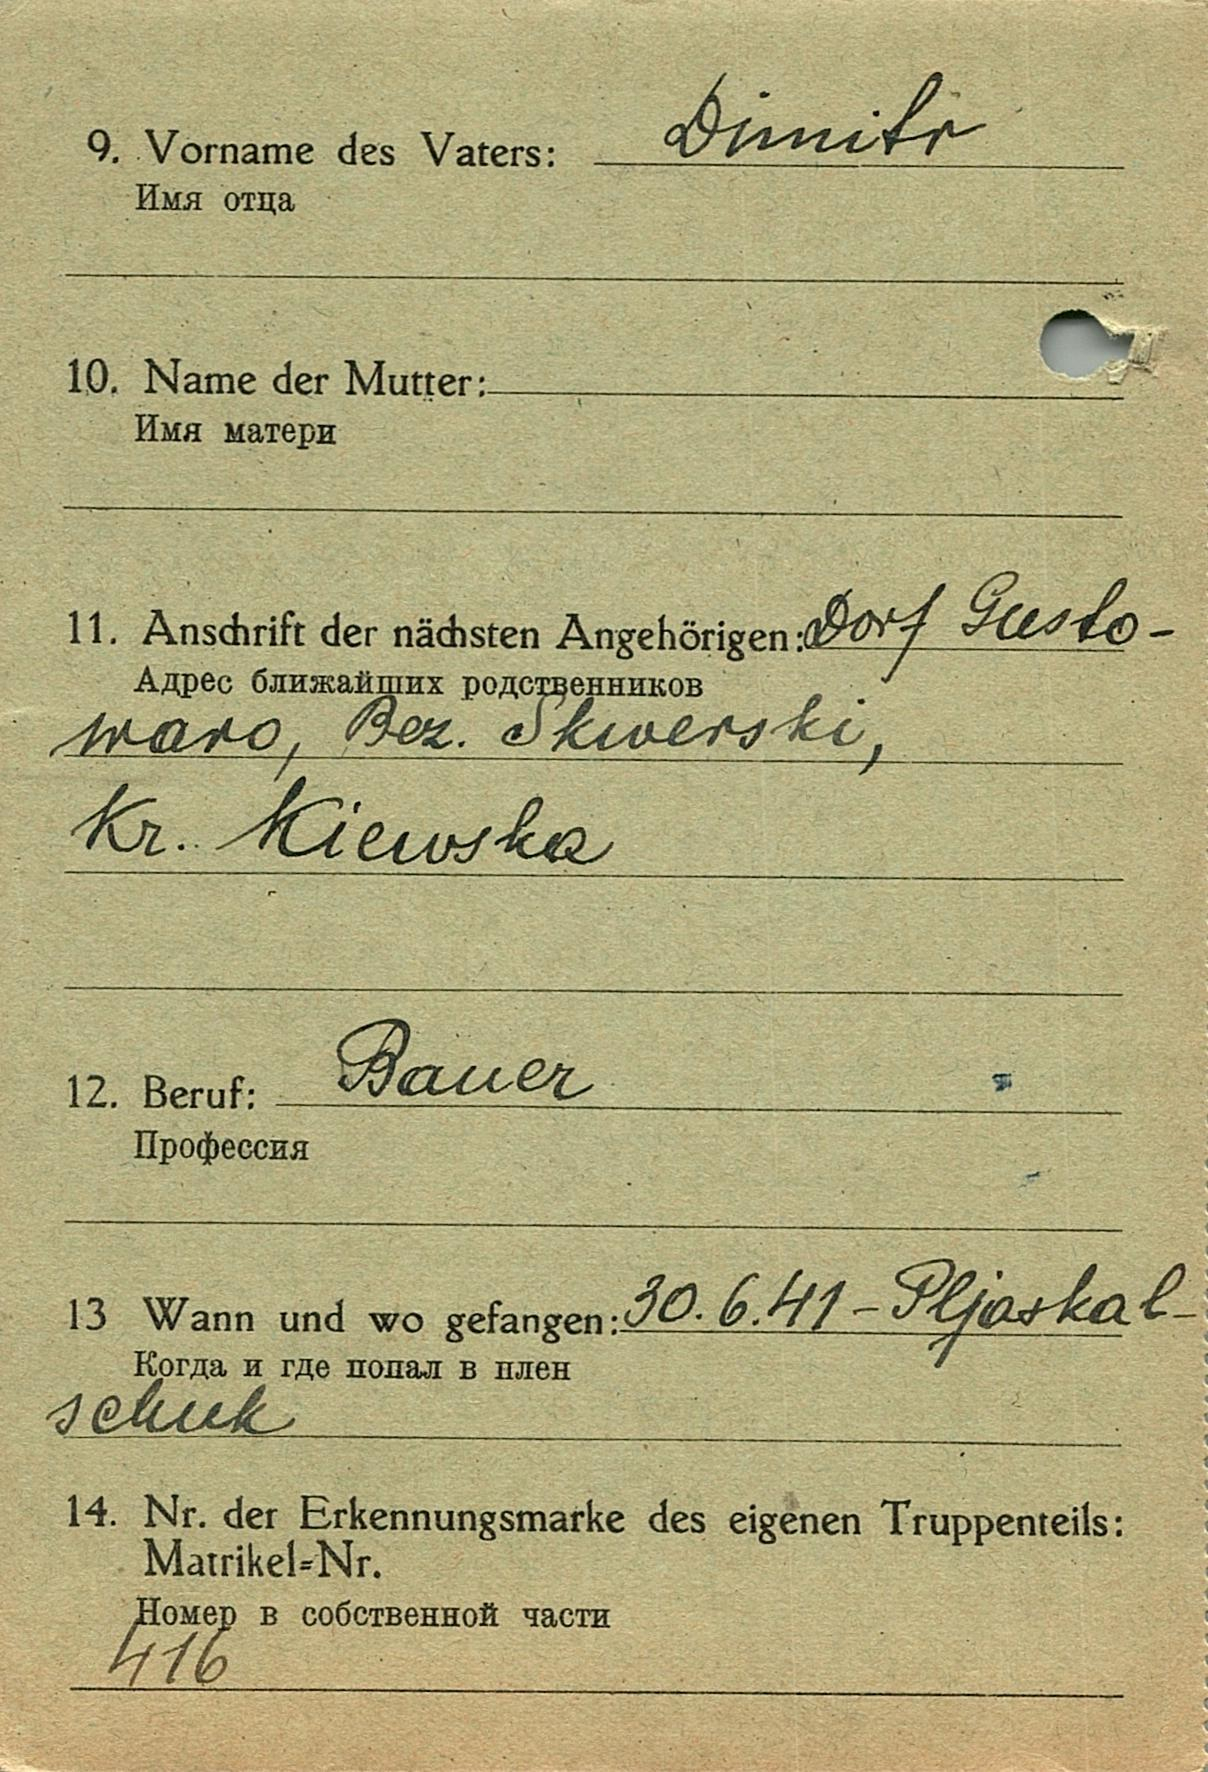 9. Vorname des Vaters: Dimitr
Имя отца
10. Name der Mutter:
Имя матери
11. Anschrift der nächsten Angehörigen: Dorf Gusto-
Адрес ближайших родственников
waro, Bez. Skwerski,
Kr. Kiewska
12. Beruf: Bauer
Профессия
13 Wann und wo gefangen: 30.6.41 - Pljaskal-
Когда и где попал в плен
schuk
14. Nr. der Erkennungsmarke des eigenen Truppenteils:
Matrikel-Nr.
Номер в собственной части
416